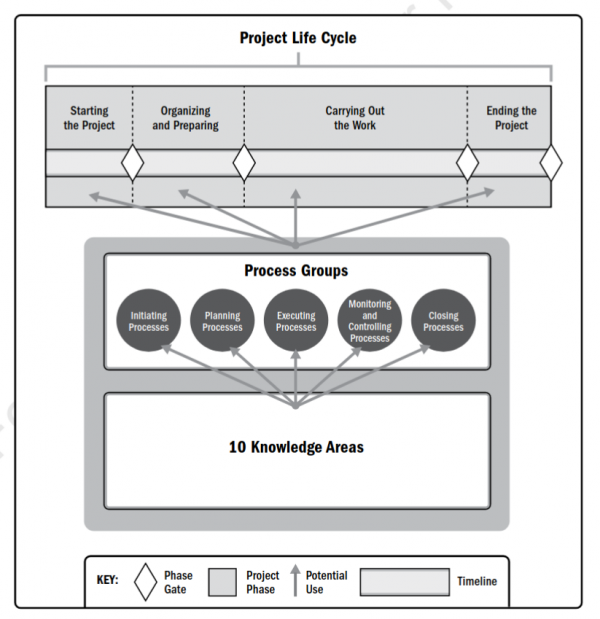 Project Life Cycle
Starting
the Project
Organizing
and Preparing
Carrying Out
the Work
Ending the
Project
Process Groups
Initiating
Processes
Planning
Processes
Executing
Processes
Monitoring
and
Controlling
Processes
Closing
Processes
10 Knowledge Areas
KEY:
Phase
Gate
Project
Phase
Potential
Use
Timeline